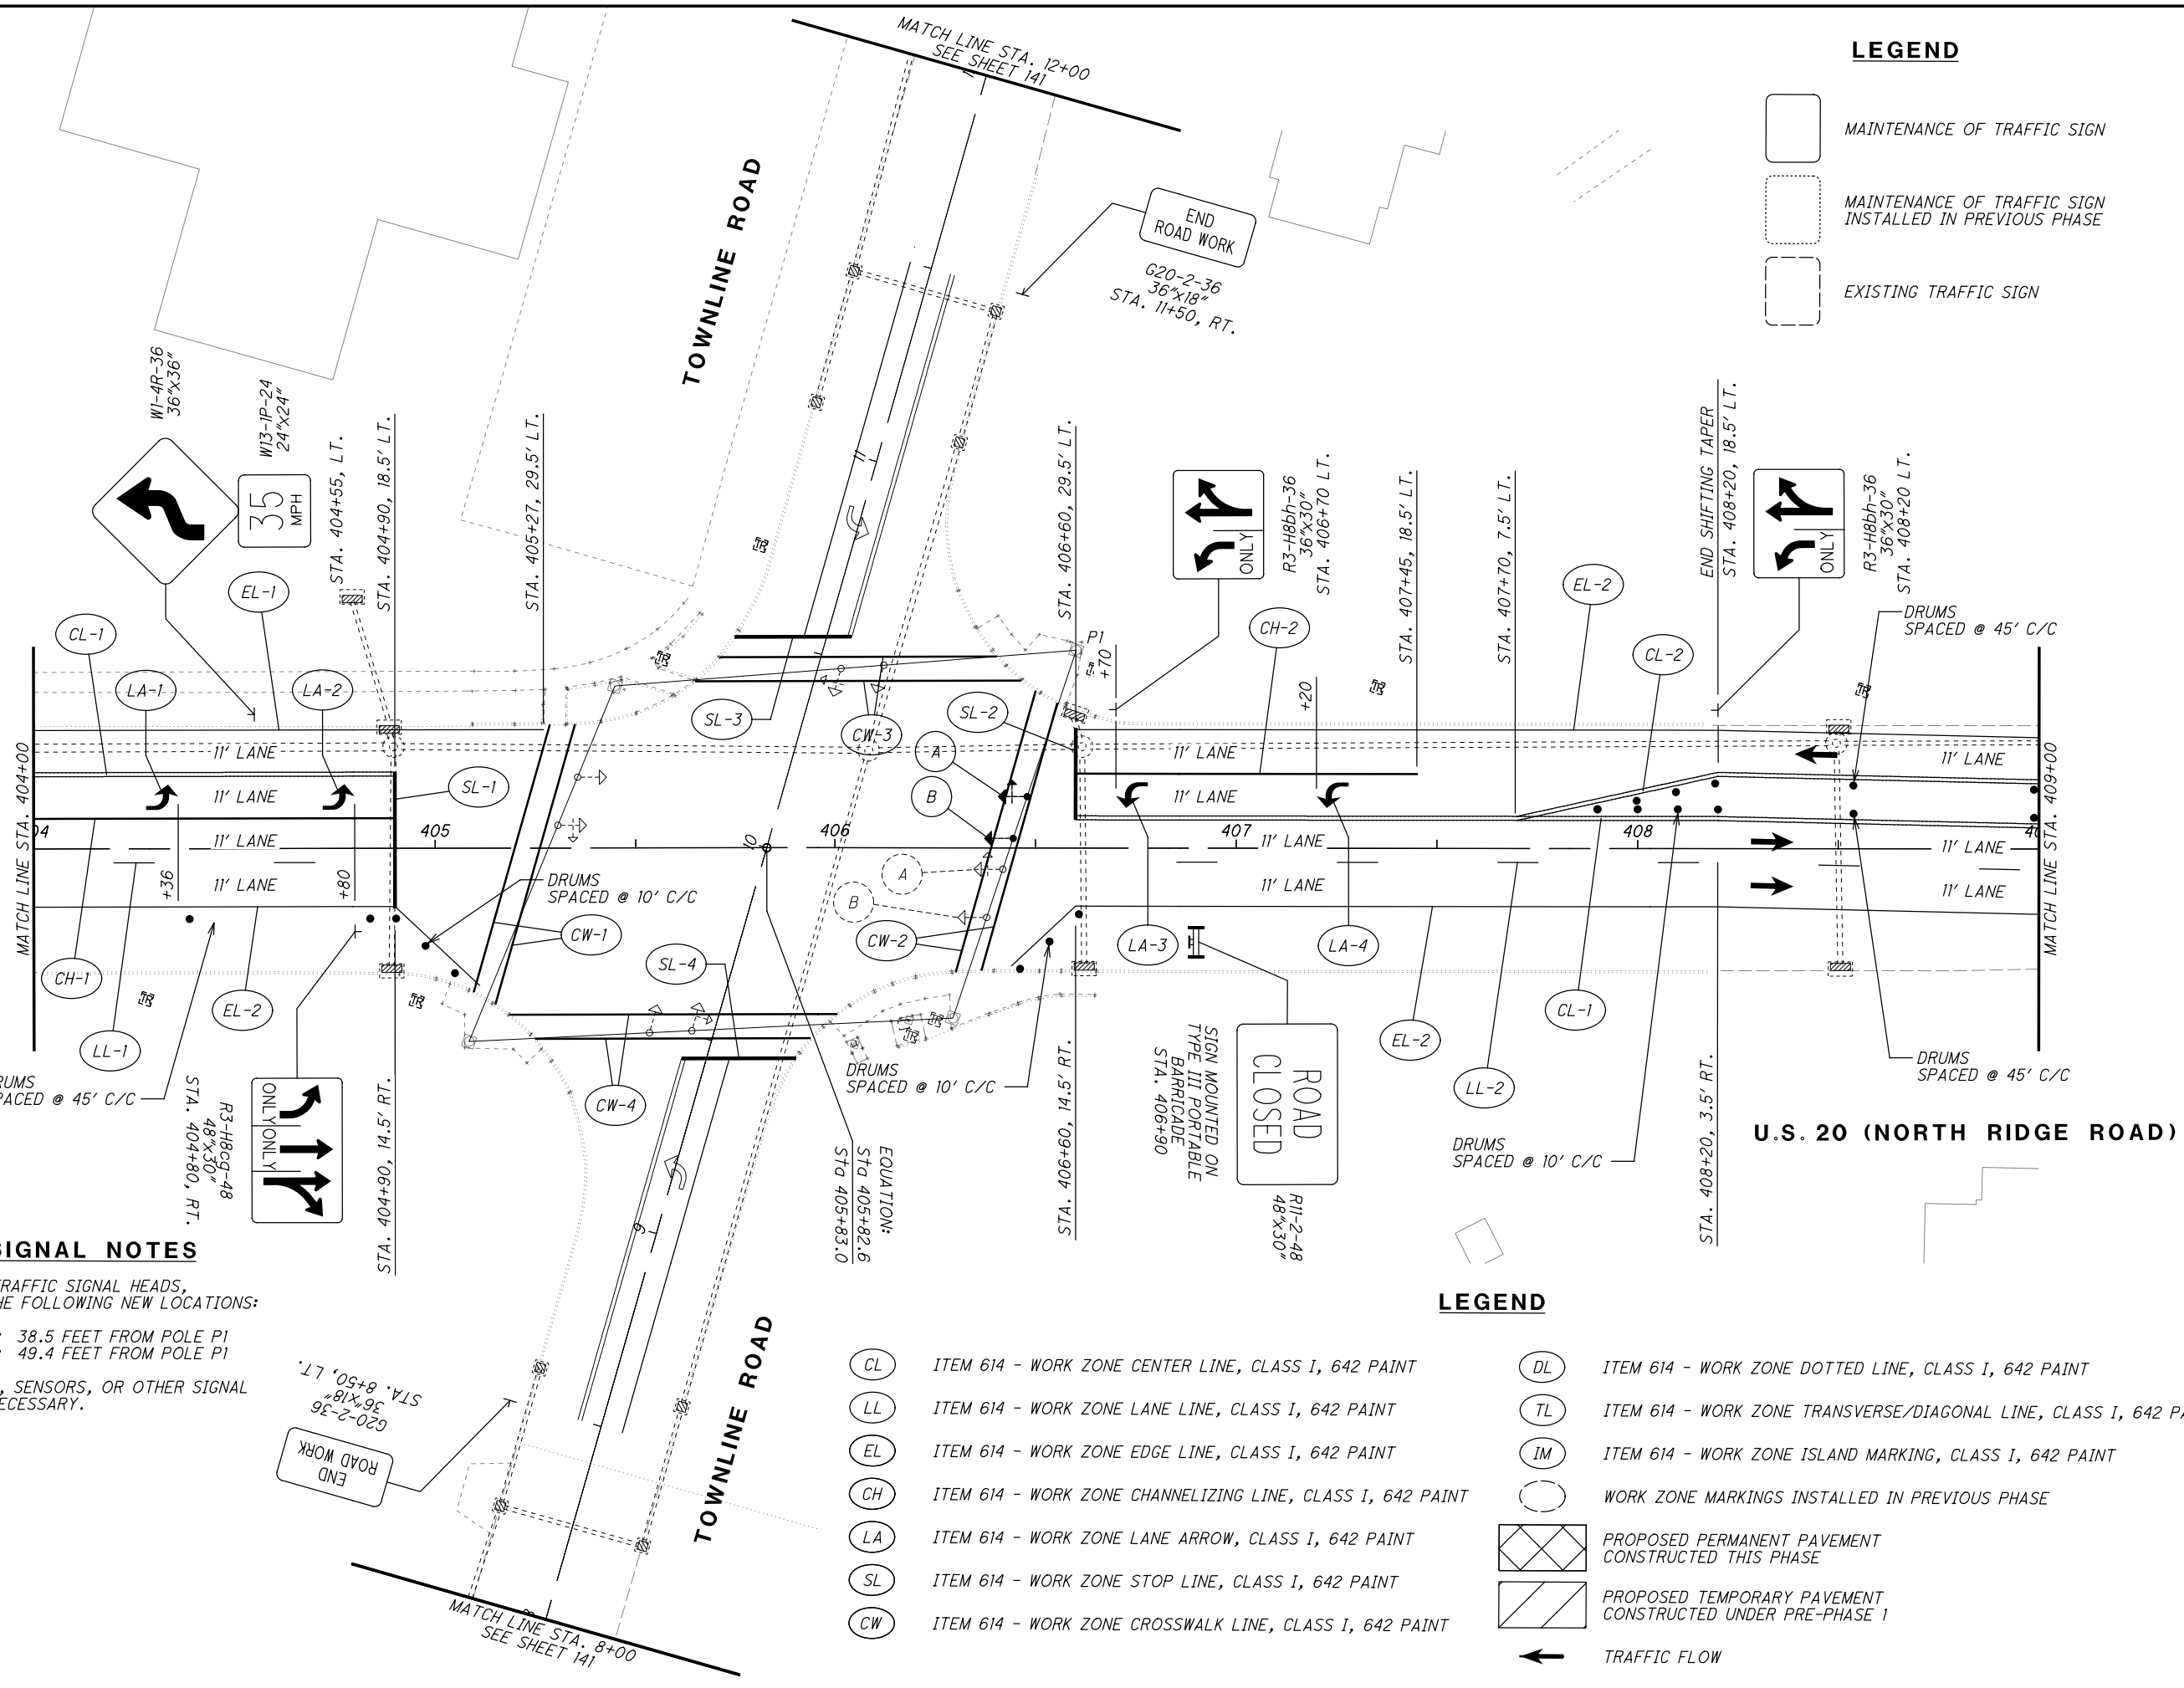 MATCH LINE STA. 12+00
SEE SHEET 141
LEGEND
MAINTENANCE OF TRAFFIC SIGN
MAINTENANCE OF TRAFFIC SIGN
INSTALLED IN PREVIOUS PHASE
EXISTING TRAFFIC SIGN
TOWNLINE ROAD
END
ROAD WORK
G20-2-36
36"x18"
STA. 11+50, RT.
W1-4R-36
36"x36"
W13-1P-24
24"x24"
35
MPH
STA. 404+55, LT.
STA. 404+90, 18.5' LT.
STA. 405+27, 29.5' LT.
11
STA. 406+60, 29.5' LT.
ONLY
R3-H8bh-36
36"x30"
STA. 406+70 LT.
STA. 407+45, 18.5' LT.
STA. 407+70, 7.5' LT.
END SHIFTING TAPER
STA. 408+20, 18.5' LT.
ONLY
R3-H8bh-36
36"x30"
STA. 408+20 LT.
EL-1
CL-1
LA-1
LA-2
SL-3
CW-3
SL-2
P1
+70
CH-2
+20
EL-2
CL-2
DRUMS
SPACED @ 45' C/C
MATCH LINE STA. 404+00
11' LANE
11' LANE
11' LANE
11' LANE
SL-1
A
B
A
B
11' LANE
11' LANE
11' LANE
11' LANE
11' LANE
11' LANE
11' LANE
MATCH LINE STA. 409+00
04
405
10
406
407
408
40
+36
+80
DRUMS
SPACED @ 10' C/C
CW-1
CW-2
SL-4
CW-4
LA-3
LA-4
CH-1
LL-1
EL-2
EL-2
CL-1
LL-2
RUMS
PACED @ 45' C/C
STA. 404+80, RT.
48"x30"
R3-H8cg-48
ONLY
ONLY
STA. 404+90, 14.5' RT.
DRUMS
SPACED @ 10' C/C
EQUATION:
Sta 405+82.6
Sta 405+83.0
STA. 406+60, 14.5' RT.
SIGN MOUNTED ON
TYPE III PORTABLE
BARRICADE
STA. 406+90
ROAD
CLOSED
R11-2-48
48"x30"
DRUMS
SPACED @ 10' C/C
STA. 408+20, 3.5' RT.
DRUMS
SPACED @ 45' C/C
U.S. 20 (NORTH RIDGE ROAD)
9
SIGNAL NOTES
TRAFFIC SIGNAL HEADS,
HE FOLLOWING NEW LOCATIONS:
: 38.5 FEET FROM POLE P1
: 49.4 FEET FROM POLE P1
, SENSORS, OR OTHER SIGNAL
ECESSARY.
G20-2-36
36"x18"
STA. 8+50, LT.
END
ROAD WORK
TOWNLINE ROAD
8
MATCH LINE STA. 8+00
SEE SHEET 141
LEGEND
CL ITEM 614 - WORK ZONE CENTER LINE, CLASS I, 642 PAINT
LL ITEM 614 - WORK ZONE LANE LINE, CLASS I, 642 PAINT
EL ITEM 614 - WORK ZONE EDGE LINE, CLASS I, 642 PAINT
CH ITEM 614 - WORK ZONE CHANNELIZING LINE, CLASS I, 642 PAINT
LA ITEM 614 - WORK ZONE LANE ARROW, CLASS I, 642 PAINT
SL ITEM 614 - WORK ZONE STOP LINE, CLASS I, 642 PAINT
CW ITEM 614 - WORK ZONE CROSSWALK LINE, CLASS I, 642 PAINT
DL ITEM 614 - WORK ZONE DOTTED LINE, CLASS I, 642 PAINT
TL ITEM 614 - WORK ZONE TRANSVERSE/DIAGONAL LINE, CLASS I, 642 PA
IM ITEM 614 - WORK ZONE ISLAND MARKING, CLASS I, 642 PAINT
WORK ZONE MARKINGS INSTALLED IN PREVIOUS PHASE
PROPOSED PERMANENT PAVEMENT
CONSTRUCTED THIS PHASE
PROPOSED TEMPORARY PAVEMENT
CONSTRUCTED UNDER PRE-PHASE 1
TRAFFIC FLOW